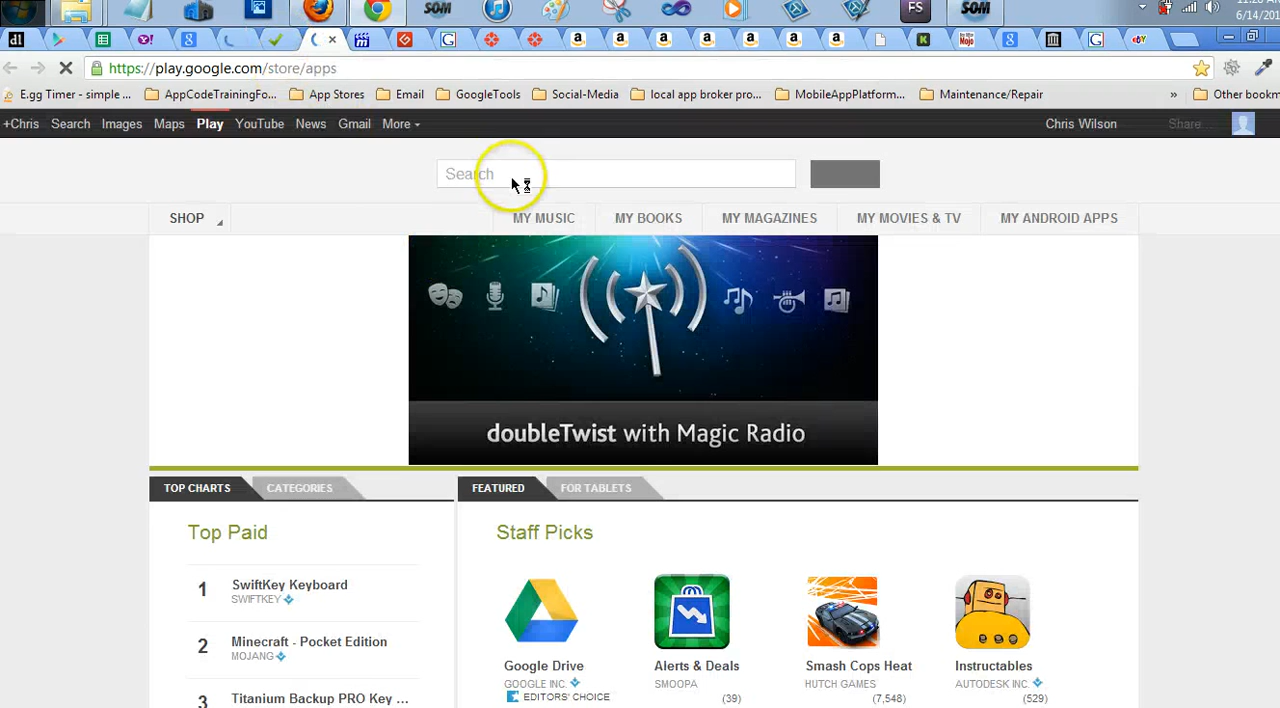 SOM
FS
SOM
6/14/201
dl
https://play.google.com/store/apps
E.gg Timer - simple ...
AppCodeTrainingFo...
App Stores
Email
GoogleTools
Social-Media
local app broker pro...
MobileAppPlatform...
Maintenance/Repair
»
Other bookm
+Chris
Search
Images
Maps
Play
YouTube
News
Gmail
More
Chris Wilson
Share...
Search
SHOP
MY MUSIC
MY BOOKS
MY MAGAZINES
MY MOVIES & TV
MY ANDROID APPS
doubleTwist with Magic Radio
TOP CHARTS
CATEGORIES
FEATURED
FOR TABLETS
Top Paid
Staff Picks
1
SwiftKey Keyboard
SWIFTKEY
2
Minecraft - Pocket Edition
MOJANG
3
Titanium Backup PRO Key ...
Google Drive
GOOGLE INC.
EDITORS' CHOICE
Alerts & Deals
SMOOPA
(39)
Smash Cops Heat
HUTCH GAMES
(7,548)
Instructables
AUTODESK INC.
(529)